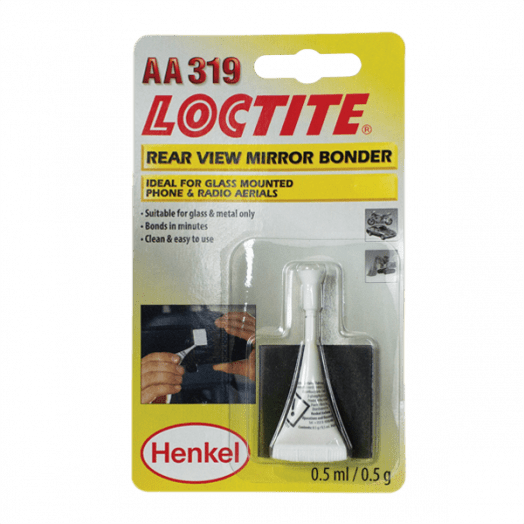 AA 319
LOCTITE®
REAR VIEW MIRROR BONDER
IDEAL FOR GLASS MOUNTED
PHONE & RADIO AERIALS
• Suitable for glass & metal only
• Bonds in minutes
• Clean & easy to use
Henkel
0.5 ml / 0.5 g